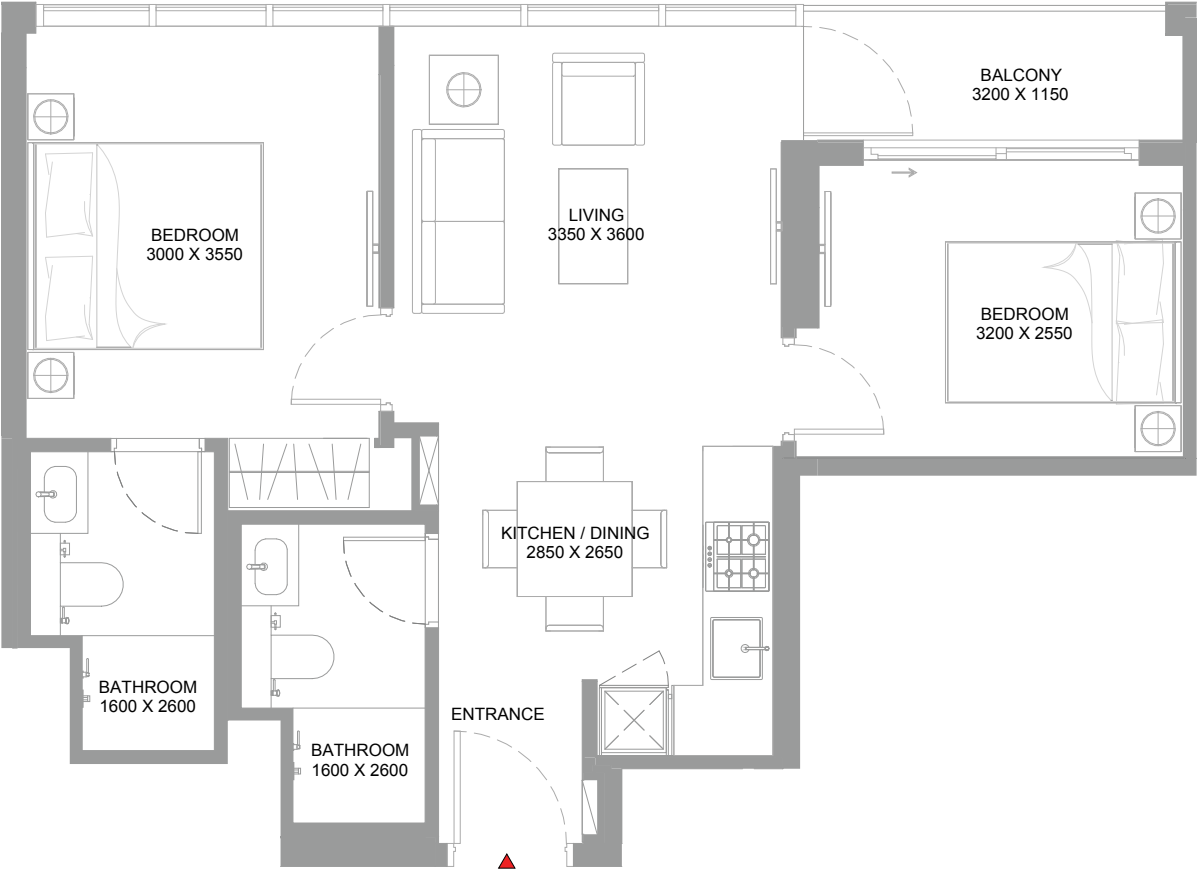 BALCONY
3200 X 1150
BEDROOM
3000 X 3550
LIVING
3350 X 3600
BEDROOM
3200 X 2550
KITCHEN / DINING
2850 X 2650
BATHROOM
1600 X 2600
ENTRANCE
BATHROOM
1600 X 2600